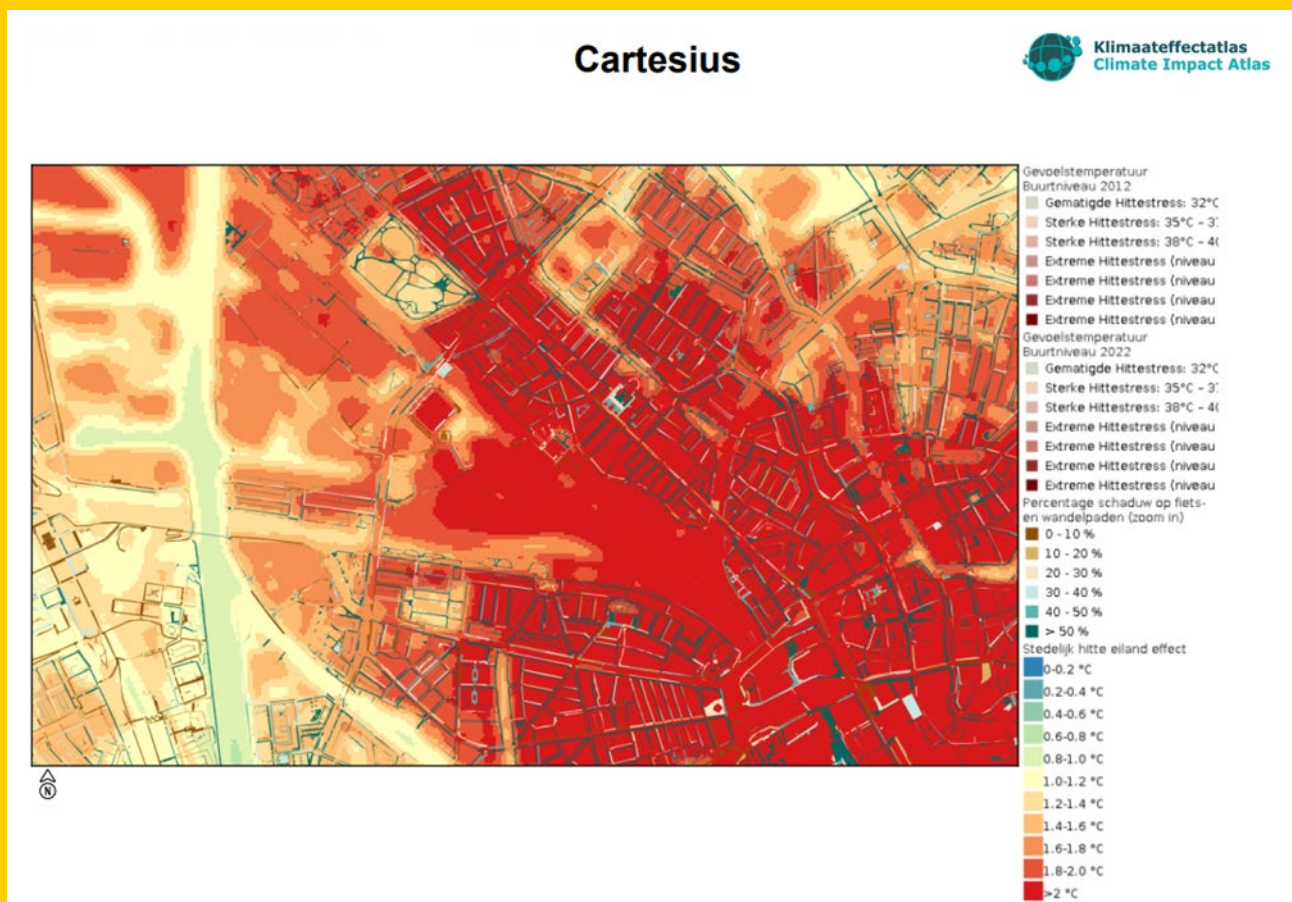 Cartesius
Klimaateffectatlas
Climate Impact Atlas
Gevoelstemperatuur
Buurtniveau 2012
Gematigde Hittestress: 32°C
Sterke Hittestress: 35°C - 3
Sterke Hittestress: 38°C - 4
Extreme Hittestress (niveau
Extreme Hittestress (niveau
Extreme Hittestress (niveau
Extreme Hittestress (niveau
Gevoelstemperatuur
Buurtniveau 2022
Gematigde Hittestress: 32°C
Sterke Hittestress: 35°C - 3
Sterke Hittestress: 38°C - 4
Extreme Hittestress (niveau
Extreme Hittestress (niveau
Extreme Hittestress (niveau
Extreme Hittestress (niveau
Percentage schaduw op fiets-
en wandelpaden (zoom in)
0 - 10 %
10 - 20 %
20 - 30 %
30 - 40 %
40 - 50 %
> 50 %
Stedelijk hitte eiland effect
0-0.2 °C
0.2-0.4 °C
0.4-0.6 °C
0.6-0.8 °C
0.8-1.0 °C
1.0-1.2 °C
1.2-1.4 °C
1.4-1.6 °C
1.6-1.8 °C
1.8-2.0 °C
>2 °C
N